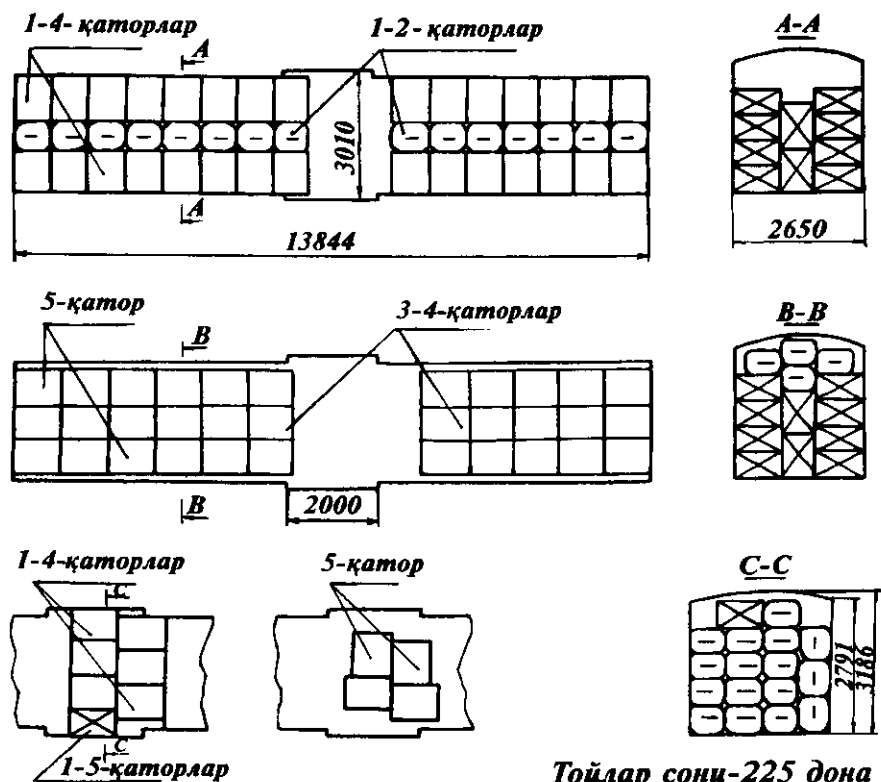 1-4-қаторлар
A
1-2-қаторлар
A-A
3010
A
13844
2650
5-қатор
B
3-4-қаторлар
B-B
B
2000
1-4-қаторлар
C
5-қатор
C-C
2791
3186
C
1-5-қаторлар
Тойлар сони-225 дона